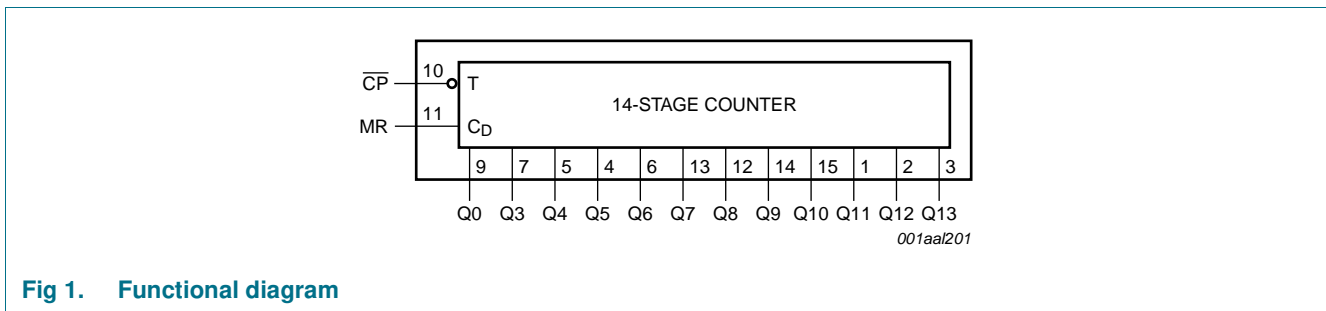 10
C̅P̅ T
14-STAGE COUNTER
11
MR CD
9 7 5 4 6 13 12 14 15 1 2 3
Q0 Q3 Q4 Q5 Q6 Q7 Q8 Q9 Q10 Q11 Q12 Q13
001aal201
Fig 1. Functional diagram